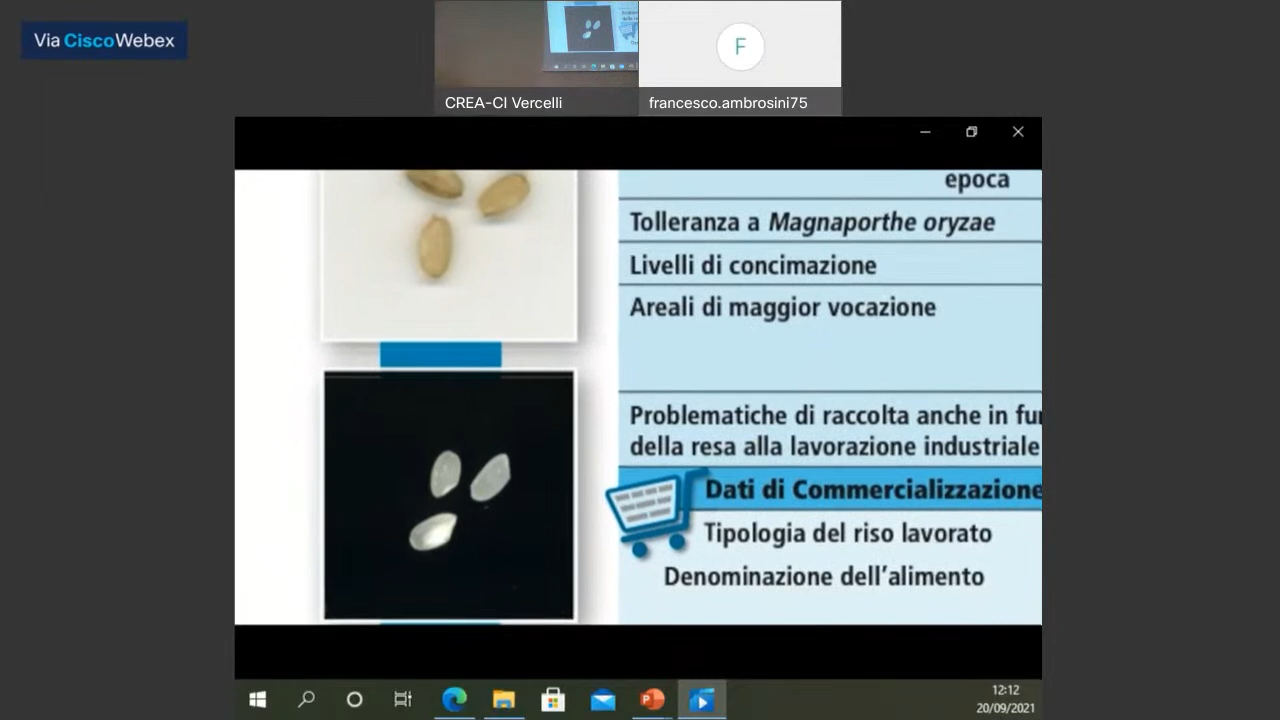 Via CiscoWebex
CREA-CI Vercelli
F
francesco.ambrosini75
epoca
Tolleranza a Magnaporthe oryzae
Livelli di concimazione
Areali di maggior vocazione
Problematiche di raccolta anche in fu
della resa alla lavorazione industriale
Dati di Commercializzazione
Tipologia del riso lavorato
Denominazione dell'alimento
12:12
20/09/2021